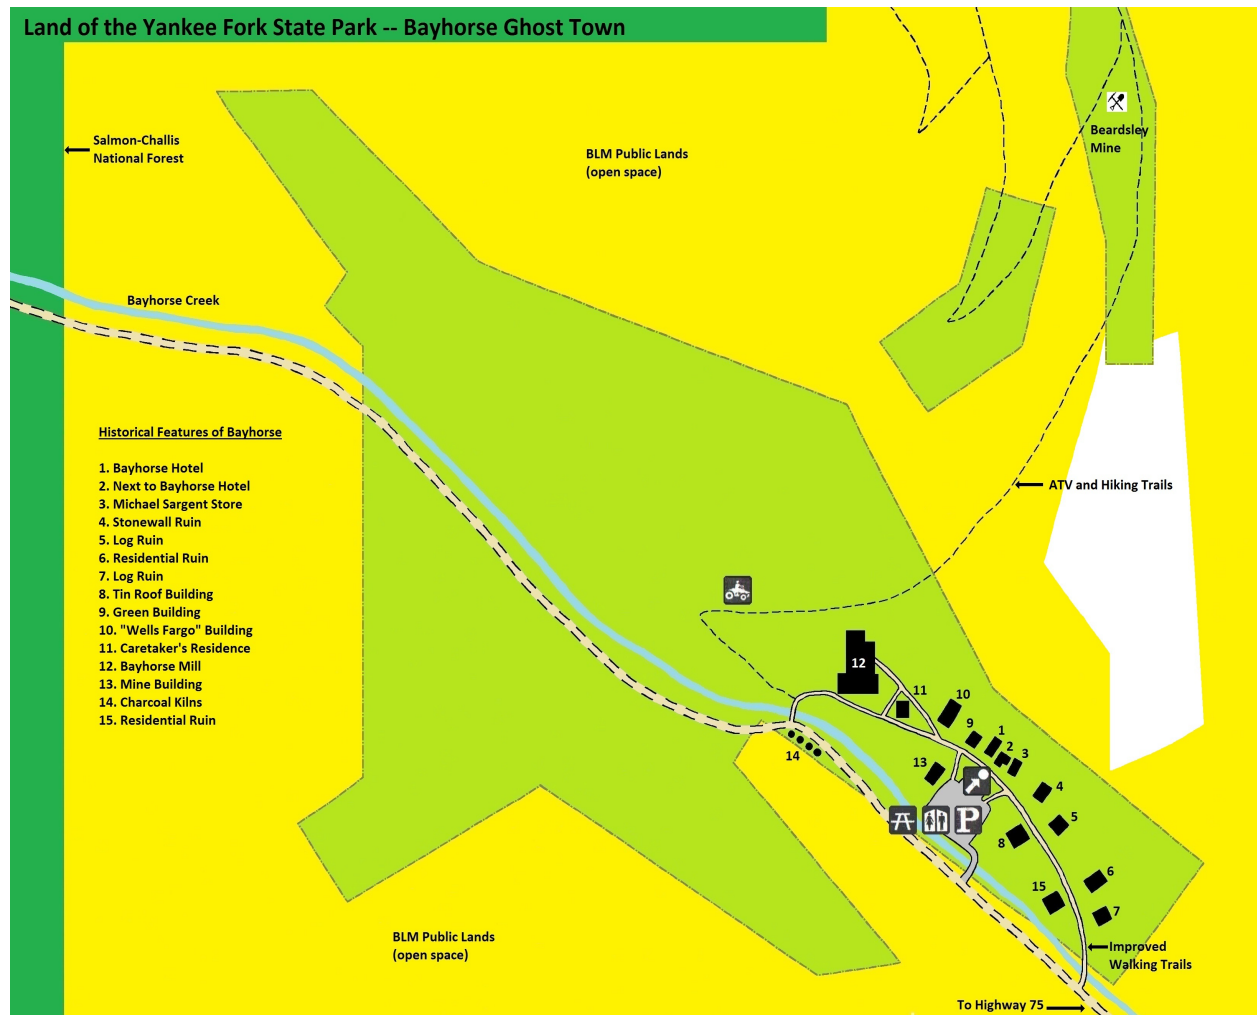 Land of the Yankee Fork State Park -- Bayhorse Ghost Town
Salmon-Challis
National Forest
BLM Public Lands
(open space)
Beardsley
Mine
Bayhorse Creek
Historical Features of Bayhorse
1. Bayhorse Hotel
2. Next to Bayhorse Hotel
3. Michael Sargent Store
4. Stonewall Ruin
5. Log Ruin
6. Residential Ruin
7. Log Ruin
8. Tin Roof Building
9. Green Building
10. "Wells Fargo" Building
11. Caretaker's Residence
12. Bayhorse Mill
13. Mine Building
14. Charcoal Kilns
15. Residential Ruin
ATV and Hiking Trails
12
11
10
9
1
2
3
14
13
4
P
5
8
6
15
7
BLM Public Lands
(open space)
Improved
Walking Trails
To Highway 75